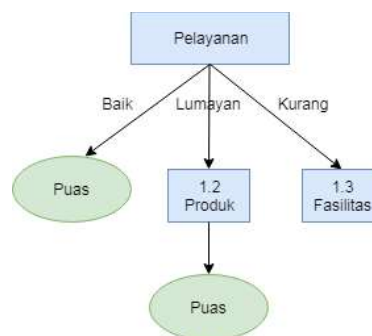 Pelayanan
Baik
Lumayan
Kurang
Puas
1.2
Produk
1.3
Fasilitas
Puas